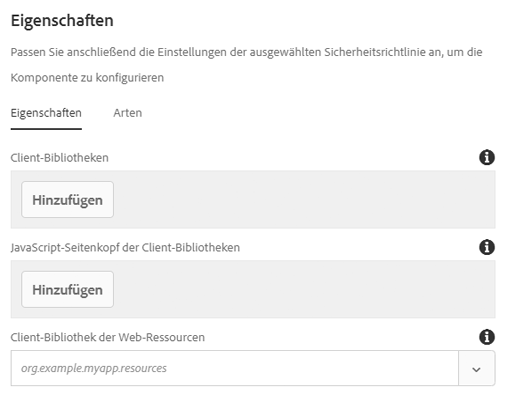 Eigenschaften
Passen Sie anschließend die Einstellungen der ausgewählten Sicherheitsrichtlinie an, um die
Komponente zu konfigurieren
Eigenschaften Arten
Client-Bibliotheken
Hinzufügen
JavaScript-Seitenkopf der Client-Bibliotheken
Hinzufügen
Client-Bibliothek der Web-Ressourcen
org.example.myapp.resources